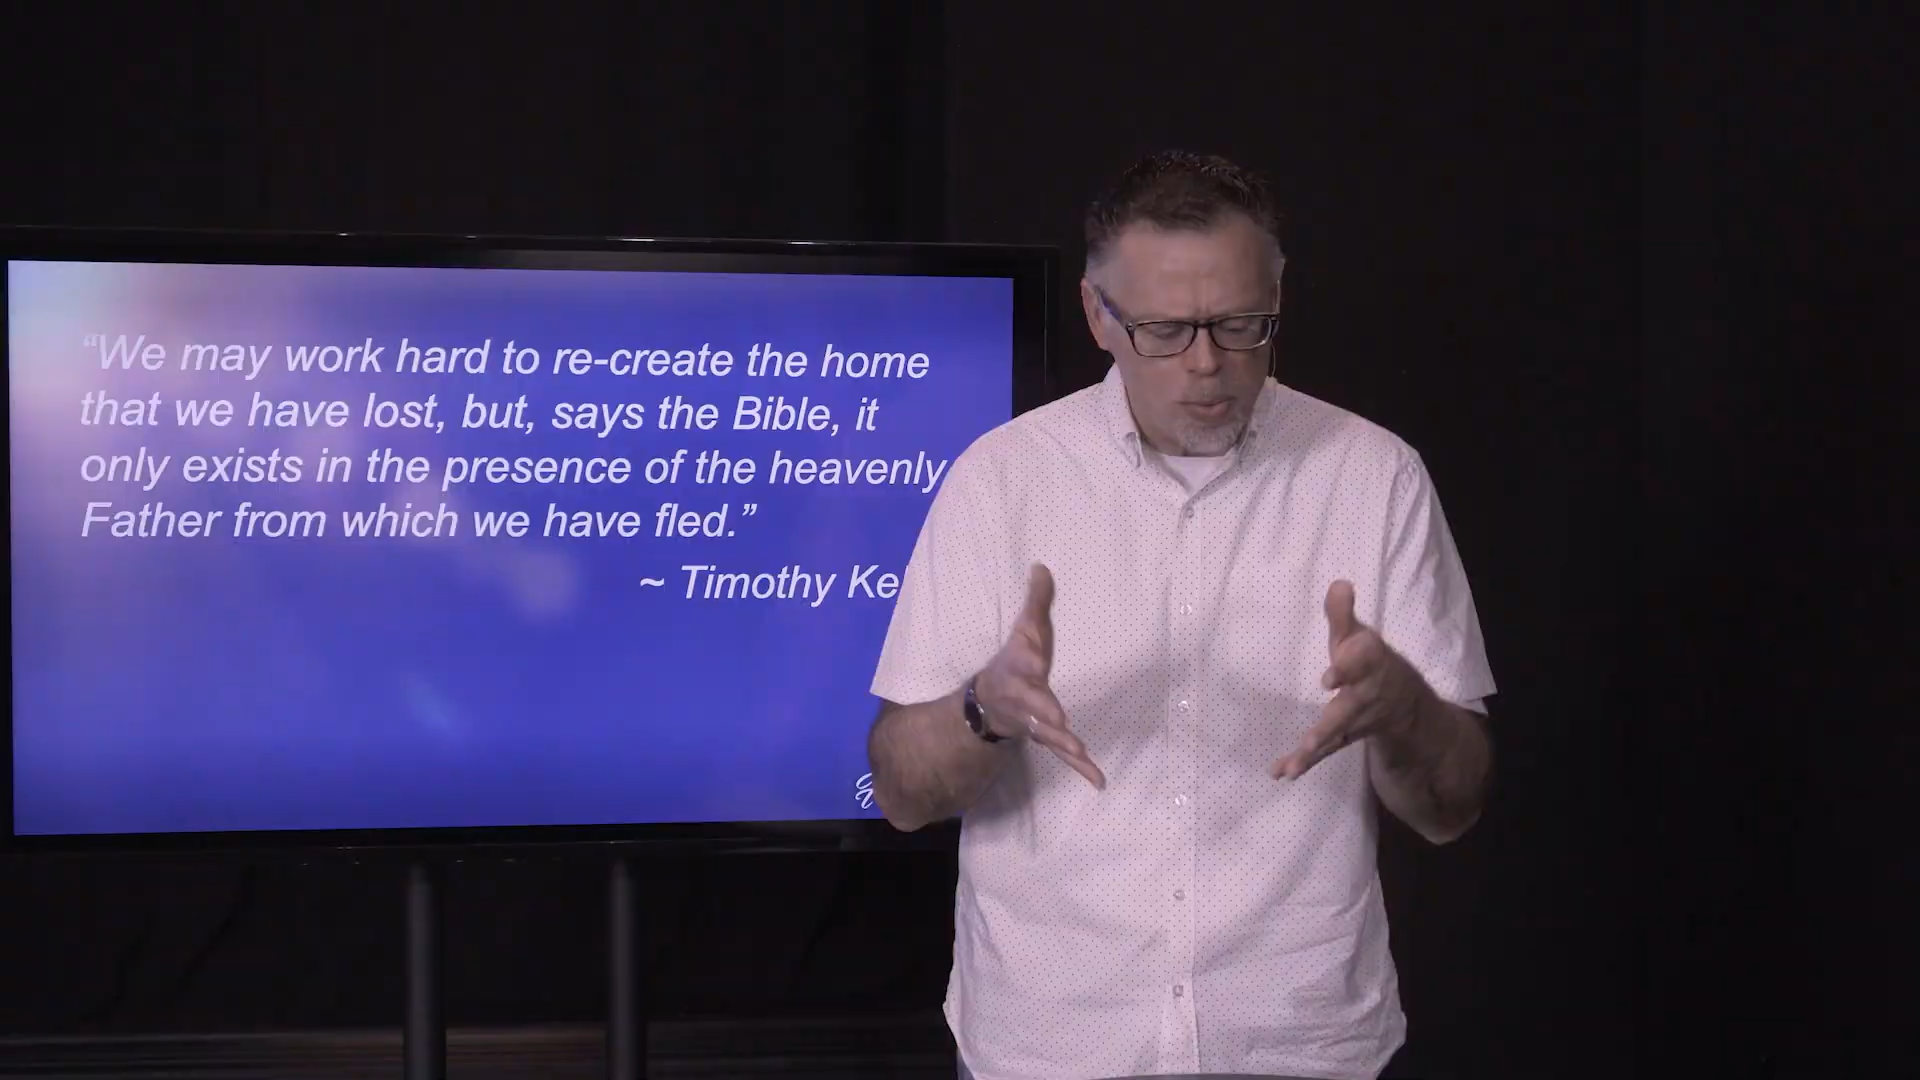 “We may work hard to re-create the home
that we have lost, but, says the Bible, it
only exists in the presence of the heavenly
Father from which we have fled.”
~ Timothy